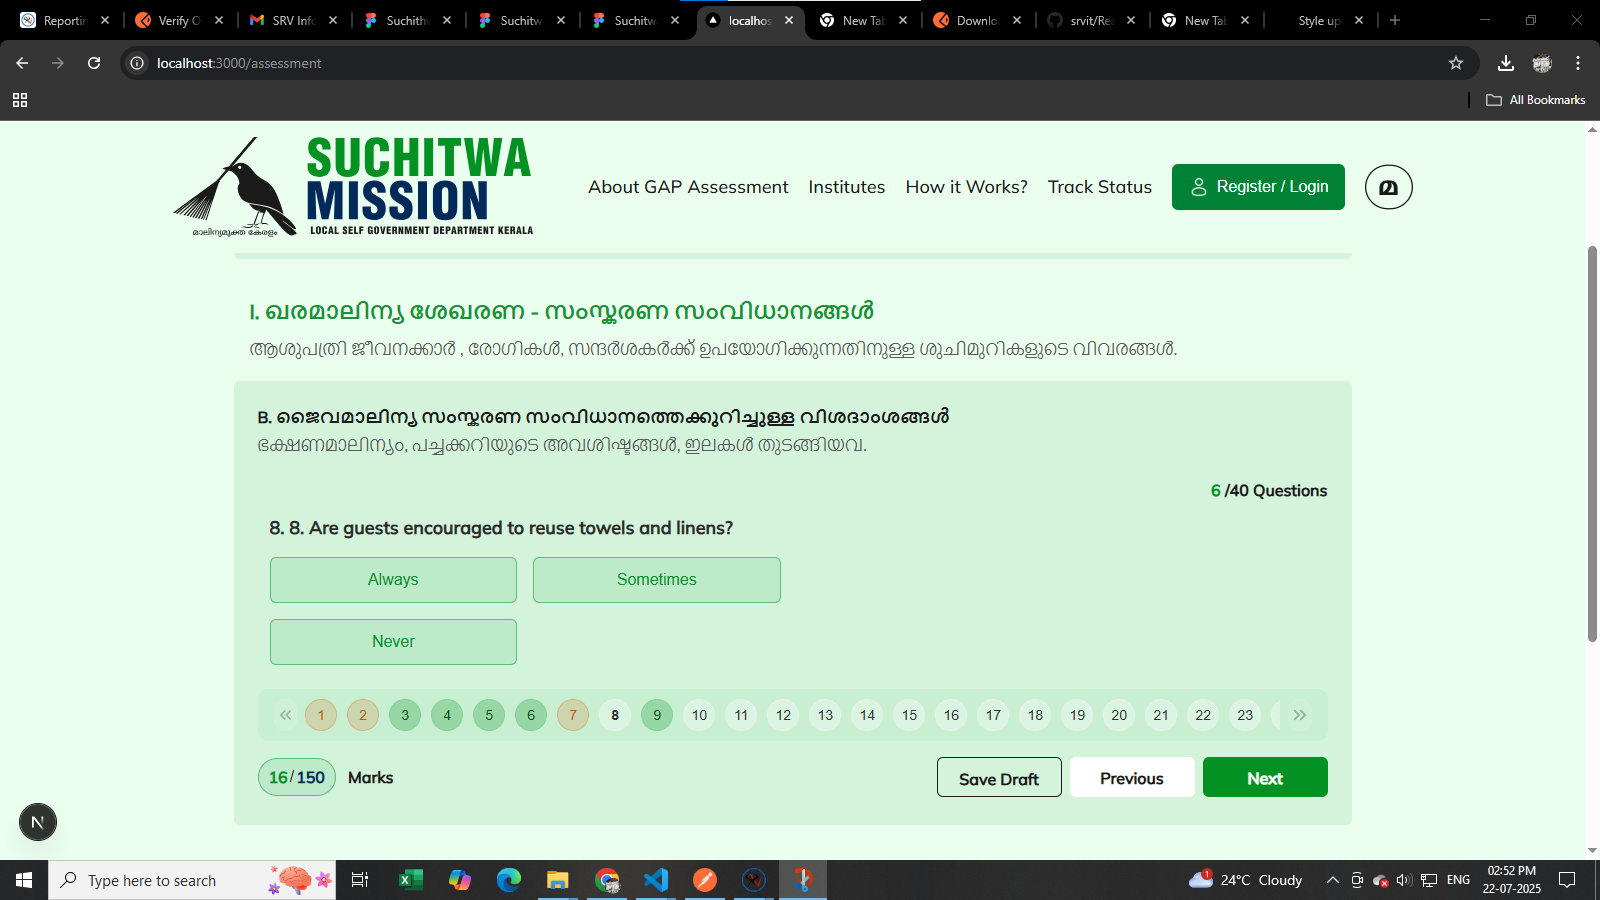 Reportin
Verify O
SRV Info
Suchithv
Suchitwa
Suchitwa
localhos
New Tab
Downlo
srvit/Rea
New Tab
Style up
localhost:3000/assessment
All Bookmarks
മാലിന്യമുക്ത കേരളം
SUCHITWA
MISSION
LOCAL SELF GOVERNMENT DEPARTMENT KERALA
About GAP Assessment
Institutes
How it Works?
Track Status
Register / Login
മ
I. ഖരമാലിന്യ ശേഖരണ - സംസ്കരണ സംവിധാനങ്ങൾ
ആശുപത്രി ജീവനക്കാർ , രോഗികൾ, സന്ദർശകർക്ക് ഉപയോഗിക്കുന്നതിനുള്ള ശുചിമുറികളുടെ വിവരങ്ങൾ.
B. ജൈവമാലിന്യ സംസ്കരണ സംവിധാനത്തെക്കുറിച്ചുള്ള വിശദാംശങ്ങൾ
ഭക്ഷണമാലിന്യം, പച്ചക്കറിയുടെ അവശിഷ്ടങ്ങൾ, ഇലകൾ തുടങ്ങിയവ.
6 /40 Questions
8. 8. Are guests encouraged to reuse towels and linens?
Always
Sometimes
Never
« 1 2 3 4 5 6 7 8 9 10 11 12 13 14 15 16 17 18 19 20 21 22 23 »
16/150 Marks
Save Draft
Previous
Next
N
Type here to search
1
24°C Cloudy
ENG
02:52 PM
22-07-2025